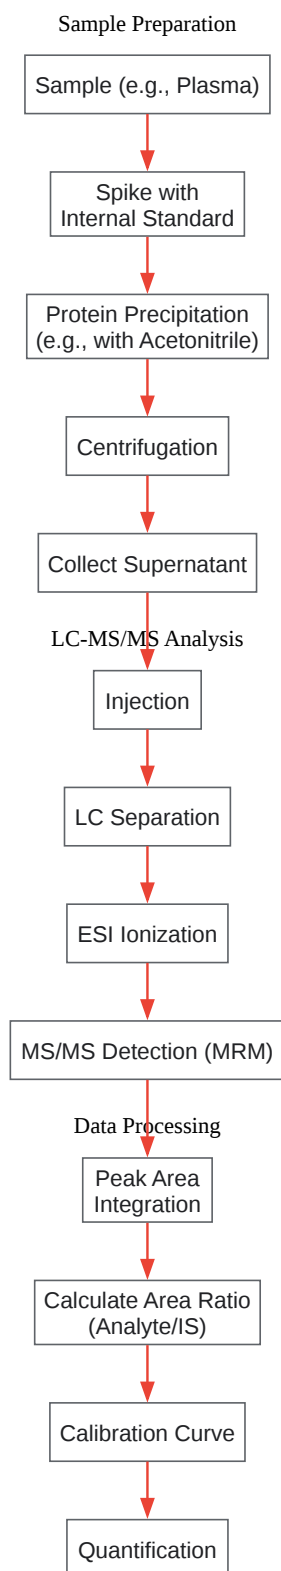 Sample Preparation
Sample (e.g., Plasma)
Spike with
Internal Standard
Protein Precipitation
(e.g., with Acetonitrile)
Centrifugation
Collect Supernatant
LC-MS/MS Analysis
Injection
LC Separation
ESI Ionization
MS/MS Detection (MRM)
Data Processing
Peak Area
Integration
Calculate Area Ratio
(Analyte/IS)
Calibration Curve
Quantification